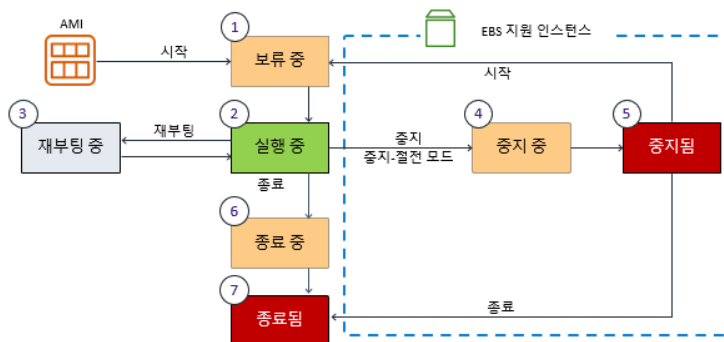 AMI
EBS 지원 인스턴스
1
시작
보류 중
시작
3
재부팅
2
중지
4
5
재부팅 중
실행 중
중지-절전 모드
중지 중
중지됨
종료
6
종료 중
7
종료
종료됨